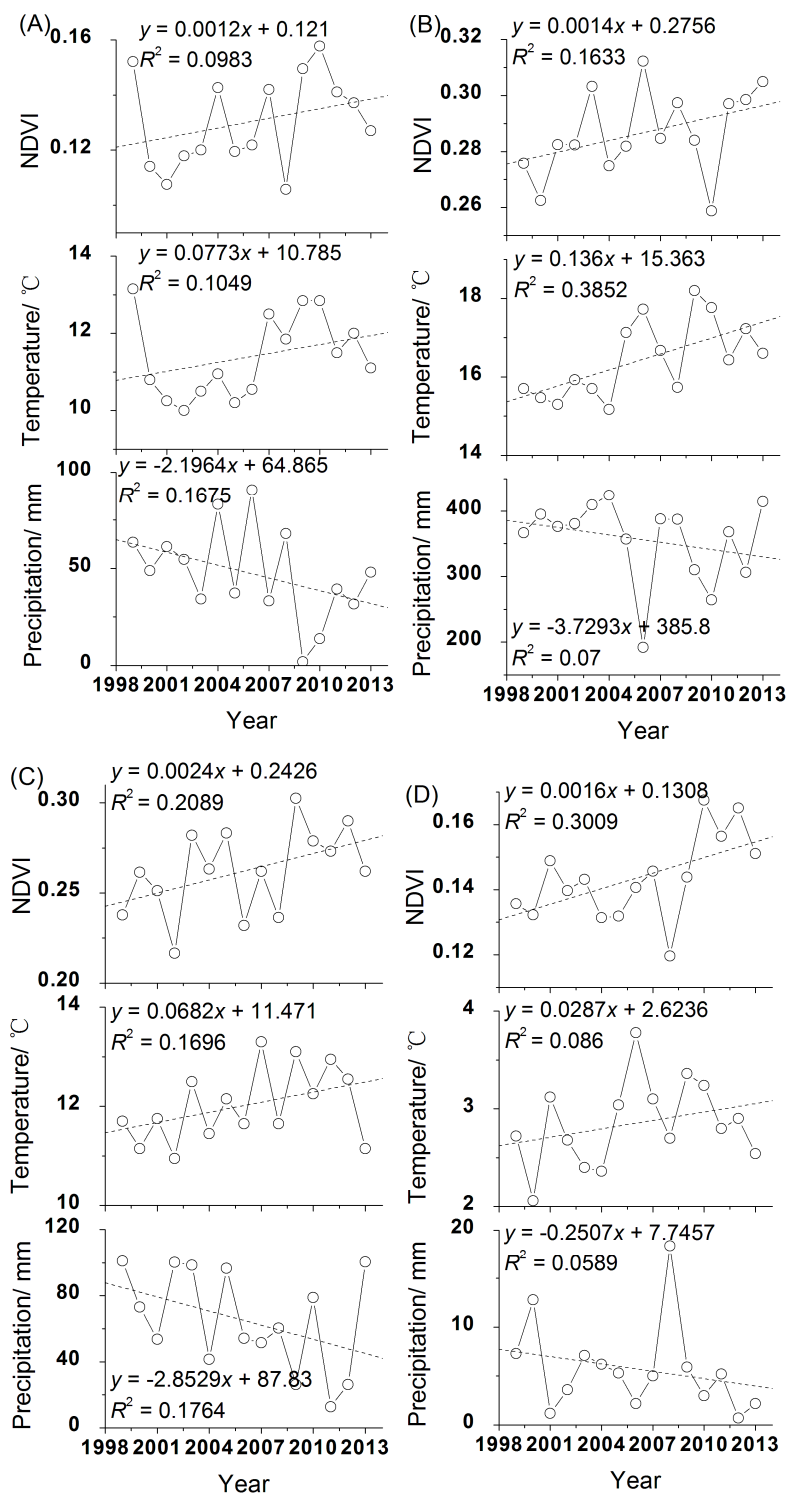 (A)
y = 0.0012x + 0.121
R² = 0.0983
0.16
0.12
NDVI
y = 0.0773x + 10.785
R² = 0.1049
14
12
10
Temperature/ ℃
y = -2.1964x + 64.865
R² = 0.1675
100
50
0
Precipitation/ mm
1998 2001 2004 2007 2010 2013
Year
(B)
y = 0.0014x + 0.2756
R² = 0.1633
0.32
0.30
0.28
0.26
NDVI
y = 0.136x + 15.363
R² = 0.3852
18
16
14
Temperature/ ℃
400
300
200
Precipitation/ mm
y = -3.7293x + 385.8
R² = 0.07
1998 2001 2004 2007 2010 2013
Year
(C)
y = 0.0024x + 0.2426
R² = 0.2089
0.30
0.25
0.20
NDVI
y = 0.0682x + 11.471
R² = 0.1696
14
12
10
Temperature/ ℃
120
80
40
0
Precipitation/ mm
y = -2.8529x + 87.83
R² = 0.1764
1998 2001 2004 2007 2010 2013
Year
(D)
y = 0.0016x + 0.1308
R² = 0.3009
0.16
0.14
0.12
NDVI
y = 0.0287x + 2.6236
R² = 0.086
4
3
2
Temperature/ ℃
y = -0.2507x + 7.7457
R² = 0.0589
20
10
0
Precipitation/ mm
1998 2001 2004 2007 2010 2013
Year